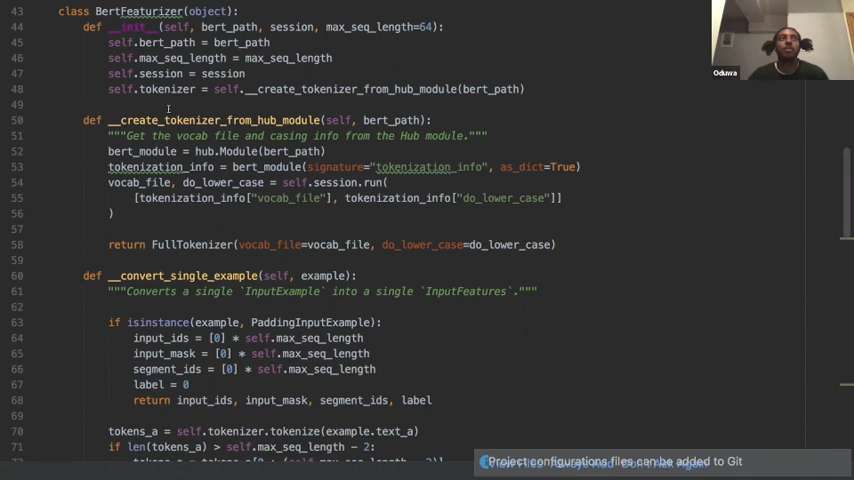 43 class BertFeaturizer(object):
44 def __init__(self, bert_path, session, max_seq_length=64):
45 self.bert_path = bert_path
46 self.max_seq_length = max_seq_length
47 self.session = session
48 self.tokenizer = self.__create_tokenizer_from_hub_module(bert_path)
49
50 def __create_tokenizer_from_hub_module(self, bert_path):
51 """Get the vocab file and casing info from the Hub module."""
52 bert_module = hub.Module(bert_path)
53 tokenization_info = bert_module(signature="tokenization_info", as_dict=True)
54 vocab_file, do_lower_case = self.session.run(
55 [tokenization_info["vocab_file"], tokenization_info["do_lower_case"]]
56 )
57
58 return FullTokenizer(vocab_file=vocab_file, do_lower_case=do_lower_case)
59
60 def __convert_single_example(self, example):
61 """Converts a single `InputExample` into a single `InputFeatures`."""
62
63 if isinstance(example, PaddingInputExample):
64 input_ids = [0] * self.max_seq_length
65 input_mask = [0] * self.max_seq_length
66 segment_ids = [0] * self.max_seq_length
67 label = 0
68 return input_ids, input_mask, segment_ids, label
69
70 tokens_a = self.tokenizer.tokenize(example.text_a)
71 if len(tokens_a) > self.max_seq_length - 2:
Oduwa
Project configurations files can be added to Git